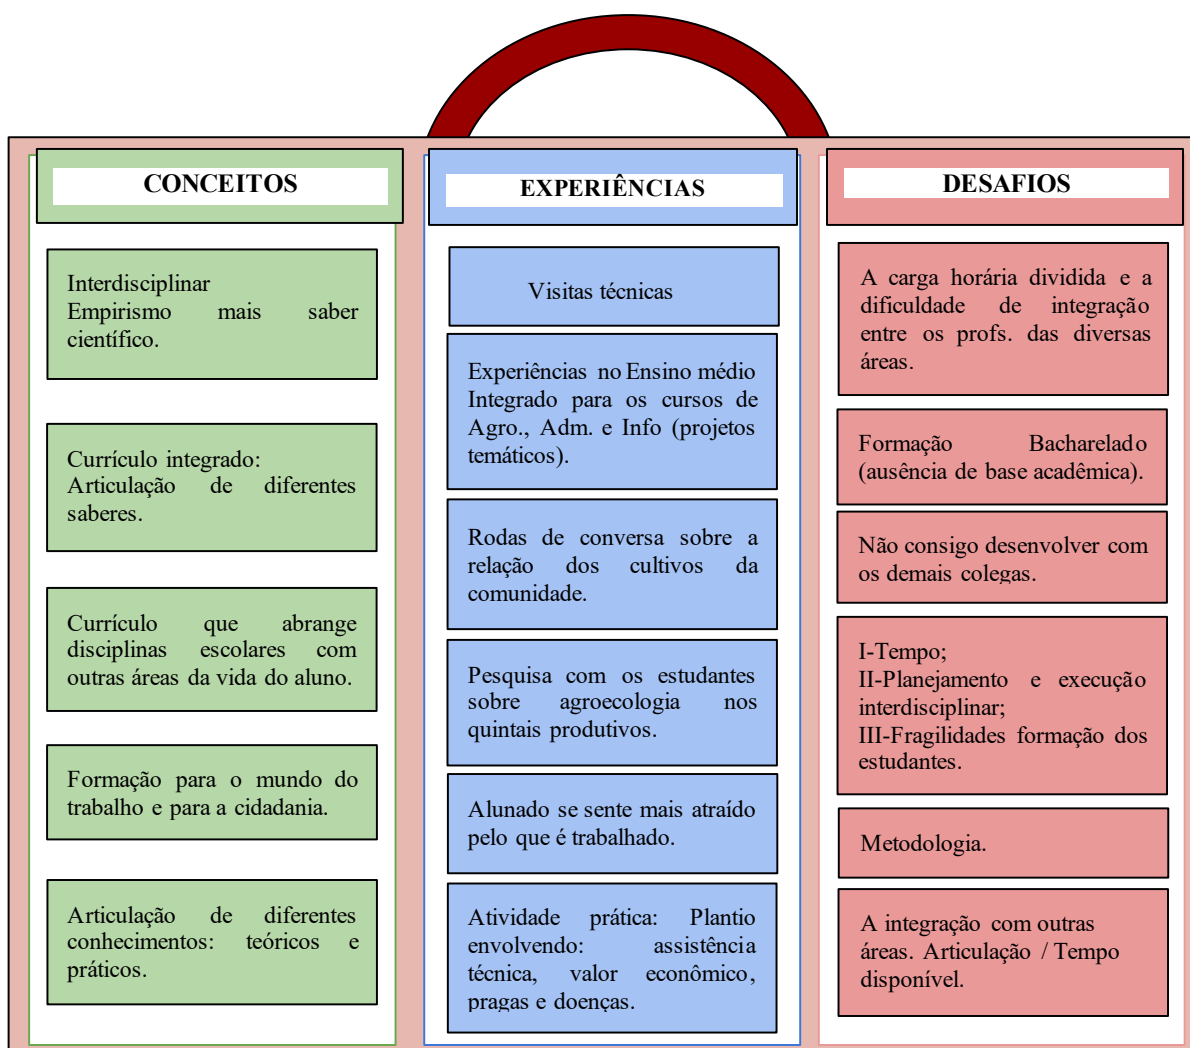 CONCEITOS
Interdisciplinar
Empirismo mais saber
científico.
Currículo integrado:
Articulação de diferentes
saberes.
Currículo que abrange
disciplinas escolares com
outras áreas da vida do aluno.
Formação para o mundo do
trabalho e para a cidadania.
Articulação de diferentes
conhecimentos: teóricos e
práticos.
EXPERIÊNCIAS
Visitas técnicas
Experiências no Ensino médio
Integrado para os cursos de
Agro., Adm. e Info (projetos
temáticos).
Rodas de conversa sobre a
relação dos cultivos da
comunidade.
Pesquisa com os estudantes
sobre agroecologia nos
quintais produtivos.
Alunado se sente mais atraído
pelo que é trabalhado.
Atividade prática: Plantio
envolvendo: assistência
técnica, valor econômico,
pragas e doenças.
DESAFIOS
A carga horária dividida e a
dificuldade de integração
entre os profs. das diversas
áreas.
Formação Bacharelado
(ausência de base acadêmica).
Não consigo desenvolver com
os demais colegas.
I-Tempo;
II-Planejamento e execução
interdisciplinar;
III-Fragilidades formação dos
estudantes.
Metodologia.
A integração com outras
áreas. Articulação / Tempo
disponível.